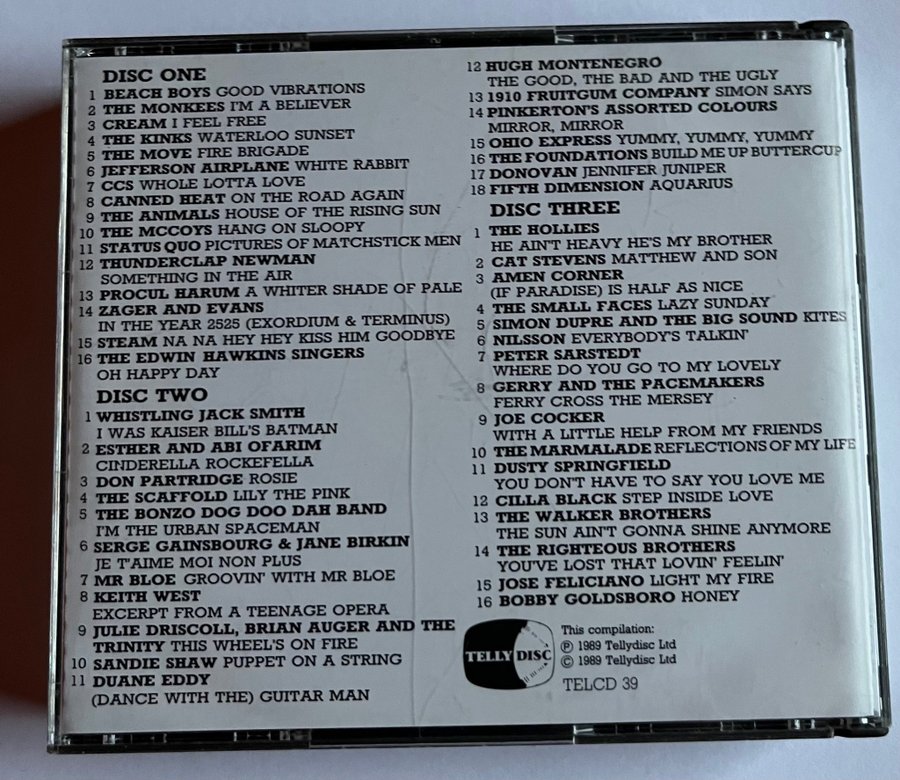 DISC ONE
1 BEACH BOYS GOOD VIBRATIONS
2 THE MONKEES I'M A BELIEVER
3 CREAM I FEEL FREE
4 THE KINKS WATERLOO SUNSET
5 THE MOVE FIRE BRIGADE
6 JEFFERSON AIRPLANE WHITE RABBIT
7 CCS WHOLE LOTTA LOVE
8 CANNED HEAT ON THE ROAD AGAIN
9 THE ANIMALS HOUSE OF THE RISING SUN
10 THE MCCOYS HANG ON SLOOPY
11 STATUS QUO PICTURES OF MATCHSTICK MEN
12 THUNDERCLAP NEWMAN
SOMETHING IN THE AIR
13 PROCUL HARUM A WHITER SHADE OF PALE
14 ZAGER AND EVANS
IN THE YEAR 2525 (EXORDIUM & TERMINUS)
15 STEAM NA NA HEY HEY KISS HIM GOODBYE
16 THE EDWIN HAWKINS SINGERS
OH HAPPY DAY
DISC TWO
1 WHISTLING JACK SMITH
I WAS KAISER BILL'S BATMAN
2 ESTHER AND ABI OFARIM
CINDERELLA ROCKEFELLA
3 DON PARTRIDGE ROSIE
4 THE SCAFFOLD LILY THE PINK
5 THE BONZO DOG DOO DAH BAND
I'M THE URBAN SPACEMAN
6 SERGE GAINSBOURG & JANE BIRKIN
JE T'AIME MOI NON PLUS
7 MR BLOE GROOVIN' WITH MR BLOE
8 KEITH WEST
EXCERPT FROM A TEENAGE OPERA
9 JULIE DRISCOLL, BRIAN AUGER AND THE
TRINITY THIS WHEEL'S ON FIRE
10 SANDIE SHAW PUPPET ON A STRING
11 DUANE EDDY
(DANCE WITH THE) GUITAR MAN
12 HUGH MONTENEGRO
THE GOOD, THE BAD AND THE UGLY
13 1910 FRUITGUM COMPANY SIMON SAYS
14 PINKERTON'S ASSORTED COLOURS
MIRROR, MIRROR
15 OHIO EXPRESS YUMMY, YUMMY, YUMMY
16 THE FOUNDATIONS BUILD ME UP BUTTERCUP
17 DONOVAN JENNIFER JUNIPER
18 FIFTH DIMENSION AQUARIUS
DISC THREE
1 THE HOLLIES
HE AIN'T HEAVY HE'S MY BROTHER
2 CAT STEVENS MATTHEW AND SON
3 AMEN CORNER
(IF PARADISE) IS HALF AS NICE
4 THE SMALL FACES LAZY SUNDAY
5 SIMON DUPRE AND THE BIG SOUND KITES
6 NILSSON EVERYBODY'S TALKIN'
7 PETER SARSTEDT
WHERE DO YOU GO TO MY LOVELY
8 GERRY AND THE PACEMAKERS
FERRY CROSS THE MERSEY
9 JOE COCKER
WITH A LITTLE HELP FROM MY FRIENDS
10 THE MARMALADE REFLECTIONS OF MY LIFE
11 DUSTY SPRINGFIELD
YOU DON'T HAVE TO SAY YOU LOVE ME
12 CILLA BLACK STEP INSIDE LOVE
13 THE WALKER BROTHERS
THE SUN AIN'T GONNA SHINE ANYMORE
14 THE RIGHTEOUS BROTHERS
YOU'VE LOST THAT LOVIN' FEELIN'
15 JOSE FELICIANO LIGHT MY FIRE
16 BOBBY GOLDSBORO HONEY
TELLY DISC
This compilation:
℗ 1989 Tellydisc Ltd
© 1989 Tellydisc Ltd
TELCD 39